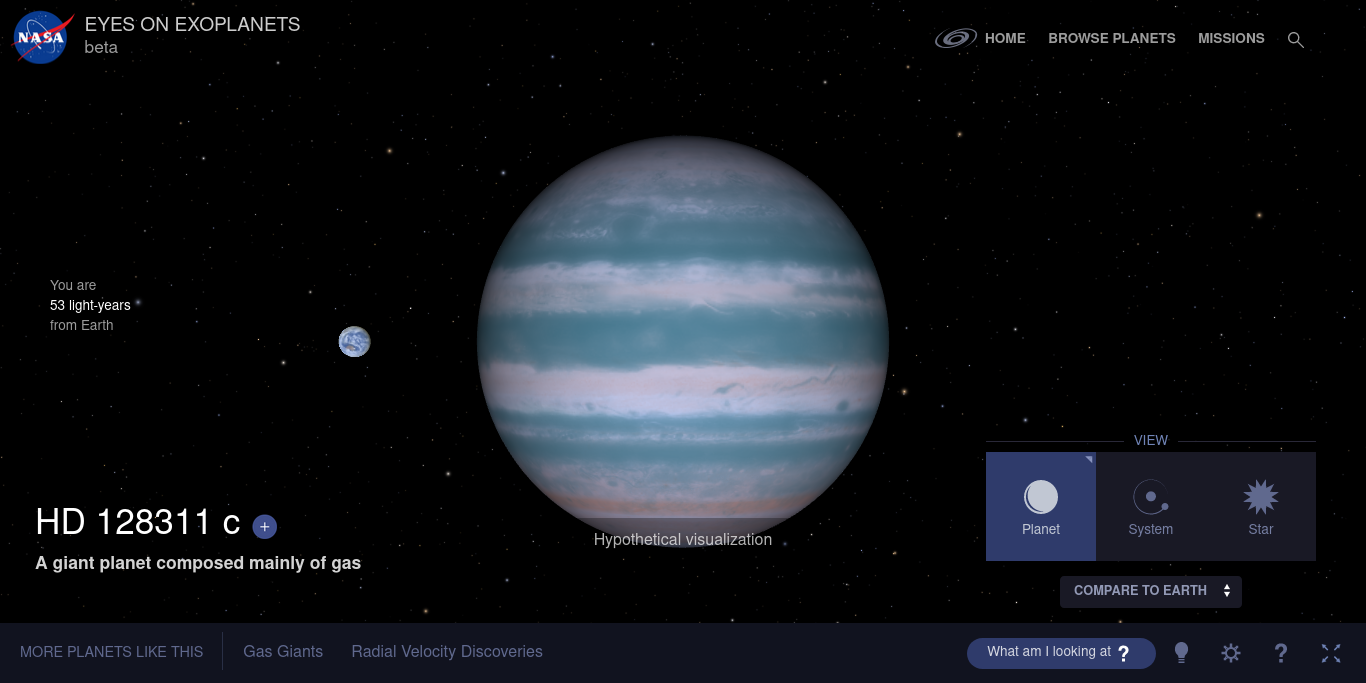 NASA
EYES ON EXOPLANETS
beta
HOME
BROWSE PLANETS
MISSIONS
You are
53 light-years
from Earth
VIEW
Planet
System
Star
HD 128311 c +
A giant planet composed mainly of gas
Hypothetical visualization
COMPARE TO EARTH
MORE PLANETS LIKE THIS
Gas Giants
Radial Velocity Discoveries
What am I looking at ?
?